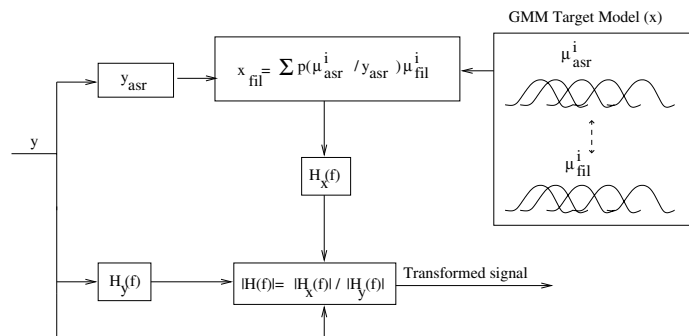 GMM Target Model (x)
μ^i_asr
y_asr
x_fil = Σ p(μ^i_asr / y_asr) μ^i_fil
y
μ^i_fil
H_x(f)
H_y(f)
|H(f)|= |H_x(f)| / |H_y(f)|
Transformed signal